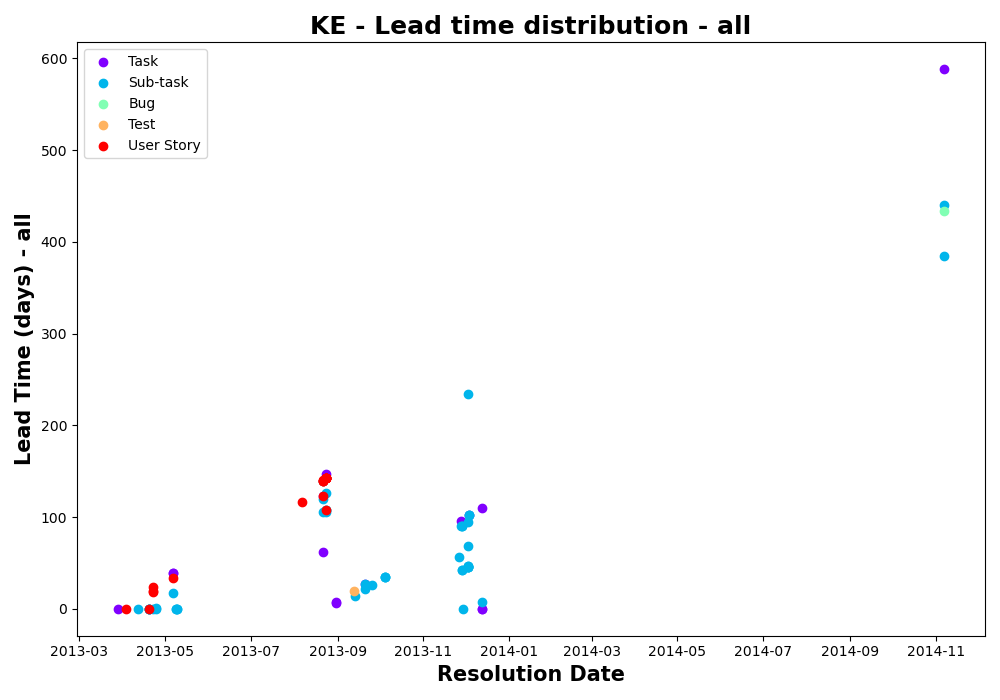 KE - Lead time distribution - all
Task
Sub-task
Bug
Test
User Story
Lead Time (days) - all
600
500
400
300
200
100
0
2013-03 2013-05 2013-07 2013-09 2013-11 2014-01 2014-03 2014-05 2014-07 2014-09 2014-11
Resolution Date